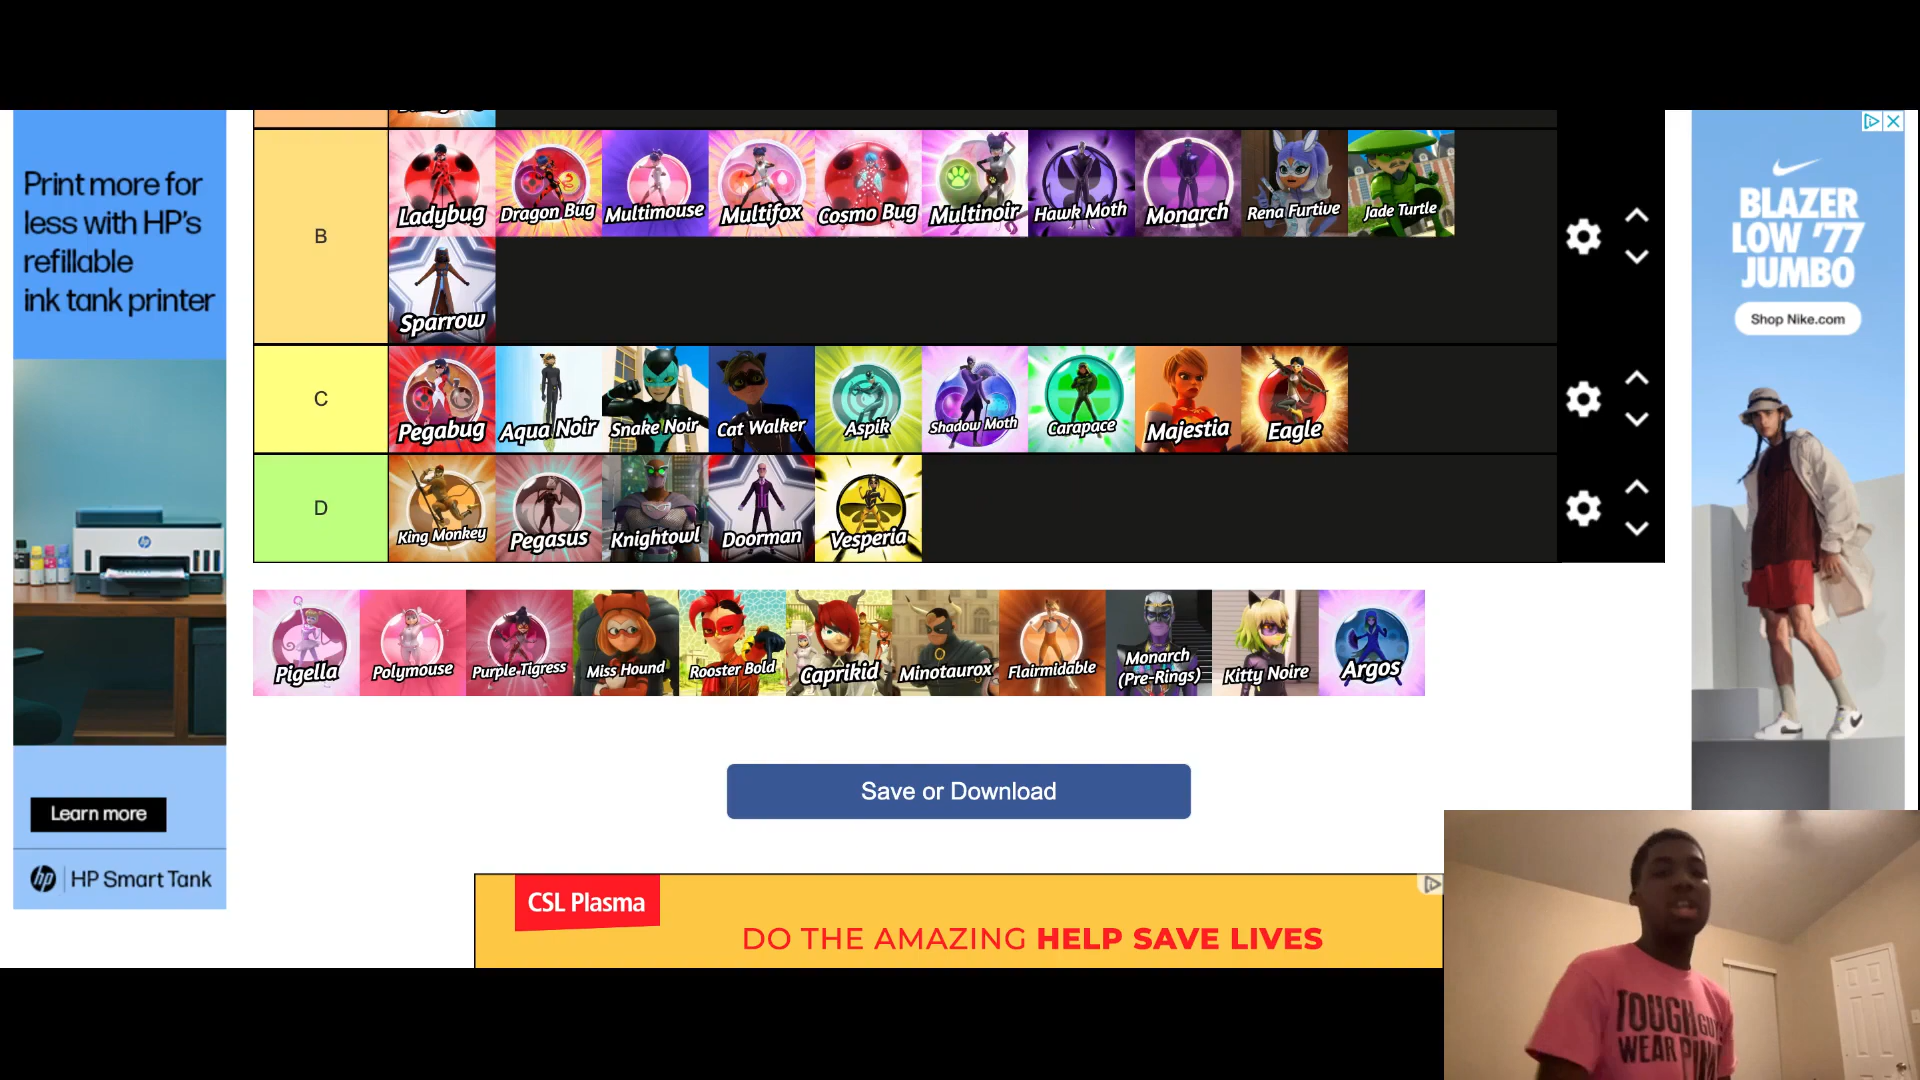 Print more for
less with HP's
refillable
ink tank printer
hp
Learn more
hp | HP Smart Tank
B
Ladybug
Dragon Bug
Multimouse
Multifox
Cosmo Bug
Multinoir
Hawk Moth
Monarch
Rena Furtive
Jade Turtle
Sparrow
C
Pegabug
Aqua Noir
Snake Noir
Cat Walker
Aspik
Shadow Moth
Carapace
Majestia
Eagle
D
King Monkey
Pegasus
Knightowl
Doorman
Vesperia
Pigella
Polymouse
Purple Tigress
Miss Hound
Rooster Bold
Caprikid
Minotaurox
Flairmidable
Monarch
(Pre-Rings)
Kitty Noire
Argos
Save or Download
CSL Plasma
DO THE AMAZING HELP SAVE LIVES
BLAZER
LOW '77
JUMBO
Shop Nike.com
TOUGH GUYS
WEAR PINK